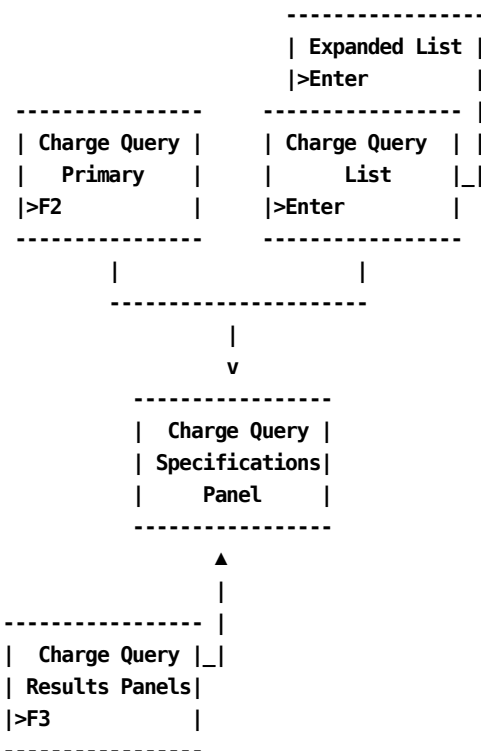 Expanded List
>Enter
Charge Query Charge Query
Primary List
>F2 >Enter
v
Charge Query
Specifications
Panel
Charge Query
Results Panels
>F3